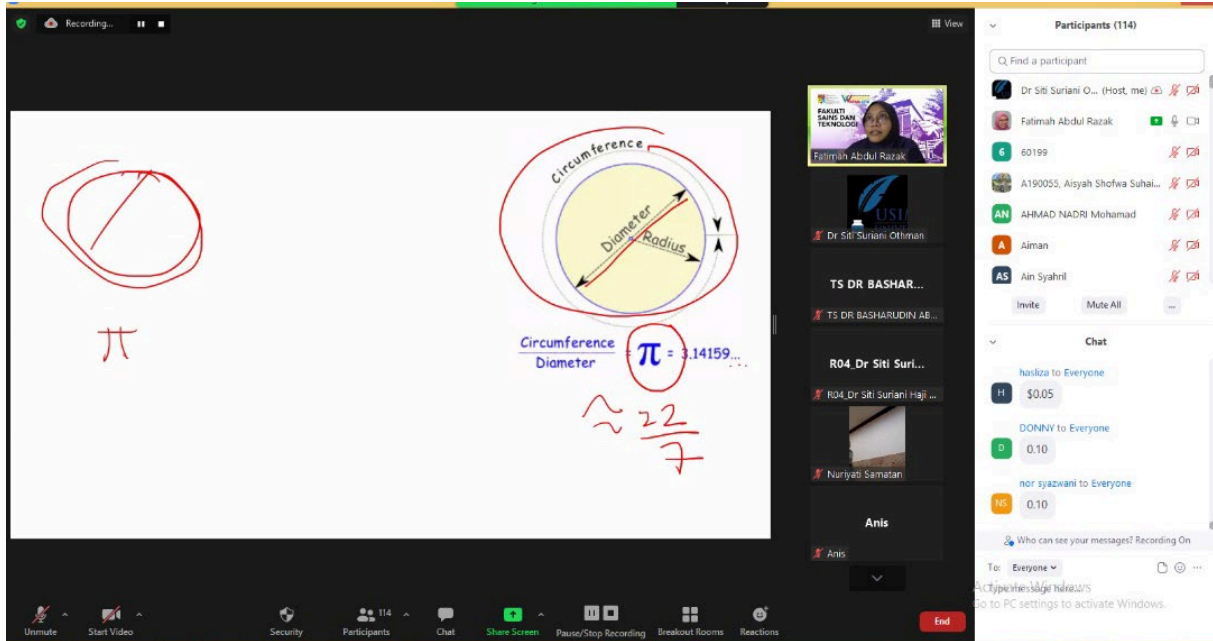 Recording...
View
Circumference
Diameter
Radius
Circumference
Diameter
= π = 3.14159...
π
≈ 22
7
FAKULTI
SAINS DAN
TEKNOLOGI
Fatimah Abdul Razak
Dr Siti Suriani Othman
TS DR BASHAR...
TS DR BASHARUDIN AB...
R04_Dr Siti Suri...
R04_Dr Siti Suriani Haji ...
Nuriyati Samatan
Anis
Anis
Participants (114)
Find a participant
Dr Siti Suriani O... (Host, me)
Fatimah Abdul Razak
6 60199
A190055, Aisyah Shofwa Suhai...
AN AHMAD NADRI Mohamad
A Aiman
AS Ain Syahril
Invite Mute All ...
Chat
hasliza to Everyone
H $0.05
DONNY to Everyone
D 0.10
nor syazwani to Everyone
NS 0.10
Who can see your messages? Recording On
To: Everyone
Type message here...
Activate Windows
Go to PC settings to activate Windows.
Unmute Start Video Security Participants 114 Chat Share Screen Pause/Stop Recording Breakout Rooms Reactions End